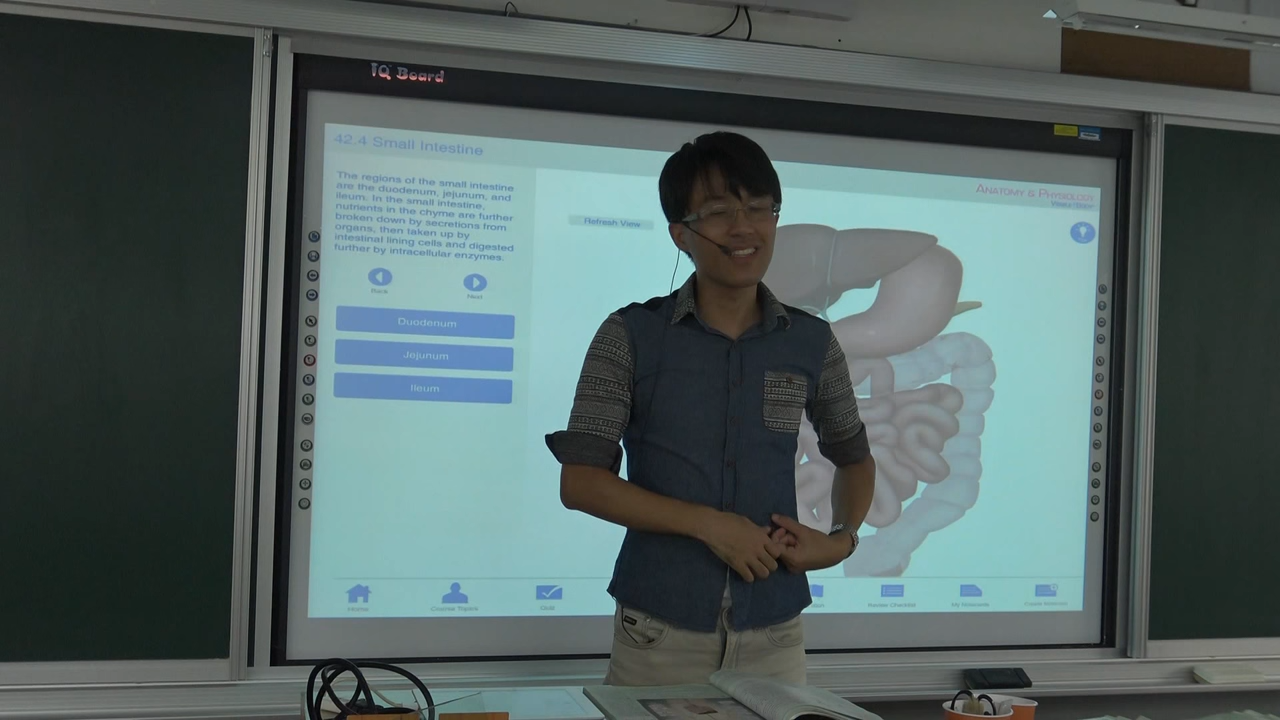 IQ Board
42.4 Small Intestine
The regions of the small intestine
are the duodenum, jejunum, and
ileum. In the small intestine,
nutrients in the chyme are further
broken down by secretions from
organs, then taken up by
intestinal lining cells and digested
further by intracellular enzymes.
Back
Next
Duodenum
Jejunum
Ileum
Refresh View
ANATOMY & PHYSIOLOGY
Home
Course Topics
Quiz
Review Checklist